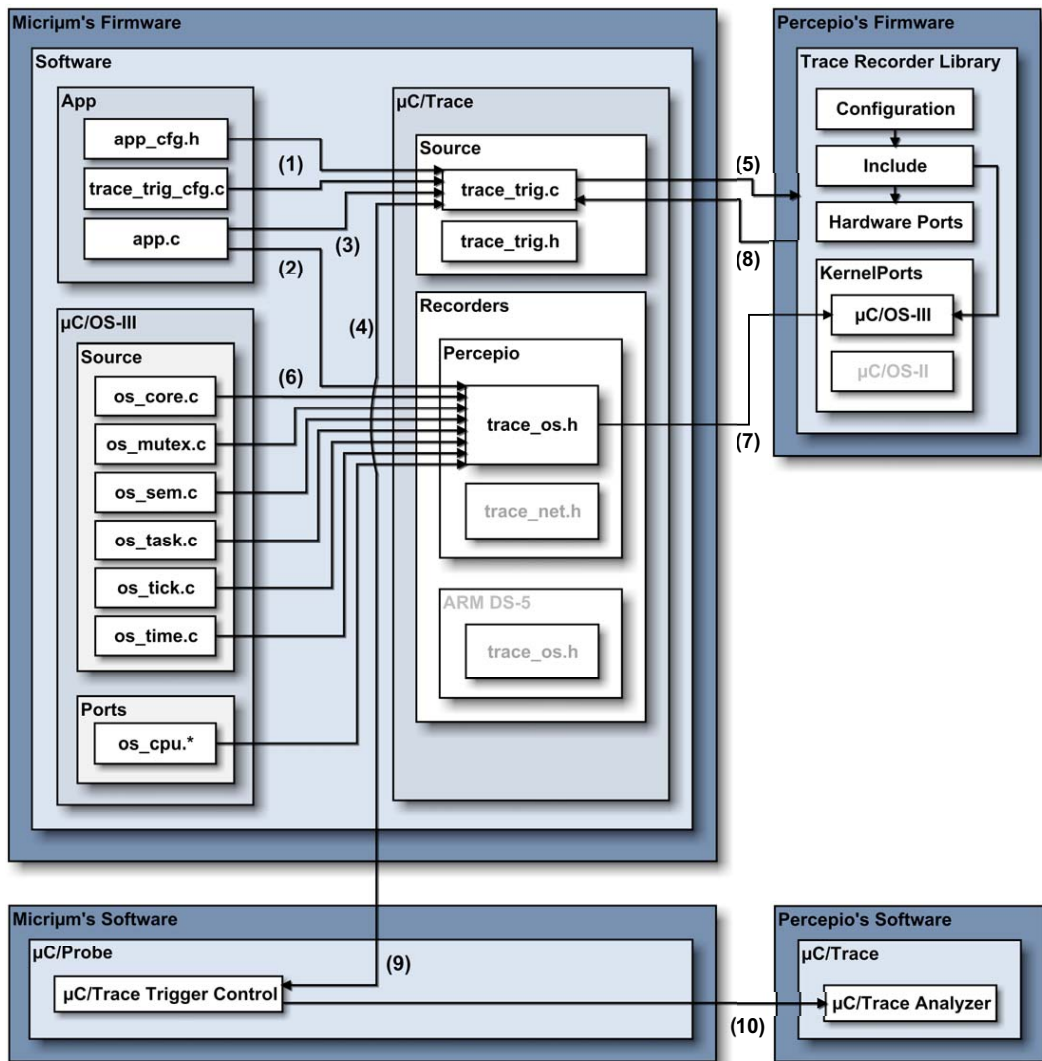 Micriµm's Firmware
Software
App
app_cfg.h
trace_trig_cfg.c
app.c
(1)
(3)
(2)
(4)
µC/OS-III
Source
os_core.c
os_mutex.c
os_sem.c
os_task.c
os_tick.c
os_time.c
(6)
Ports
os_cpu.*
µC/Trace
Source
trace_trig.c
trace_trig.h
Recorders
Percepio
trace_os.h
trace_net.h
ARM DS-5
trace_os.h
(5)
(8)
(7)
Percepio's Firmware
Trace Recorder Library
Configuration
Include
Hardware Ports
KernelPorts
µC/OS-III
µC/OS-II
Micriµm's Software
µC/Probe
µC/Trace Trigger Control
(9)
(10)
Percepio's Software
µC/Trace
µC/Trace Analyzer